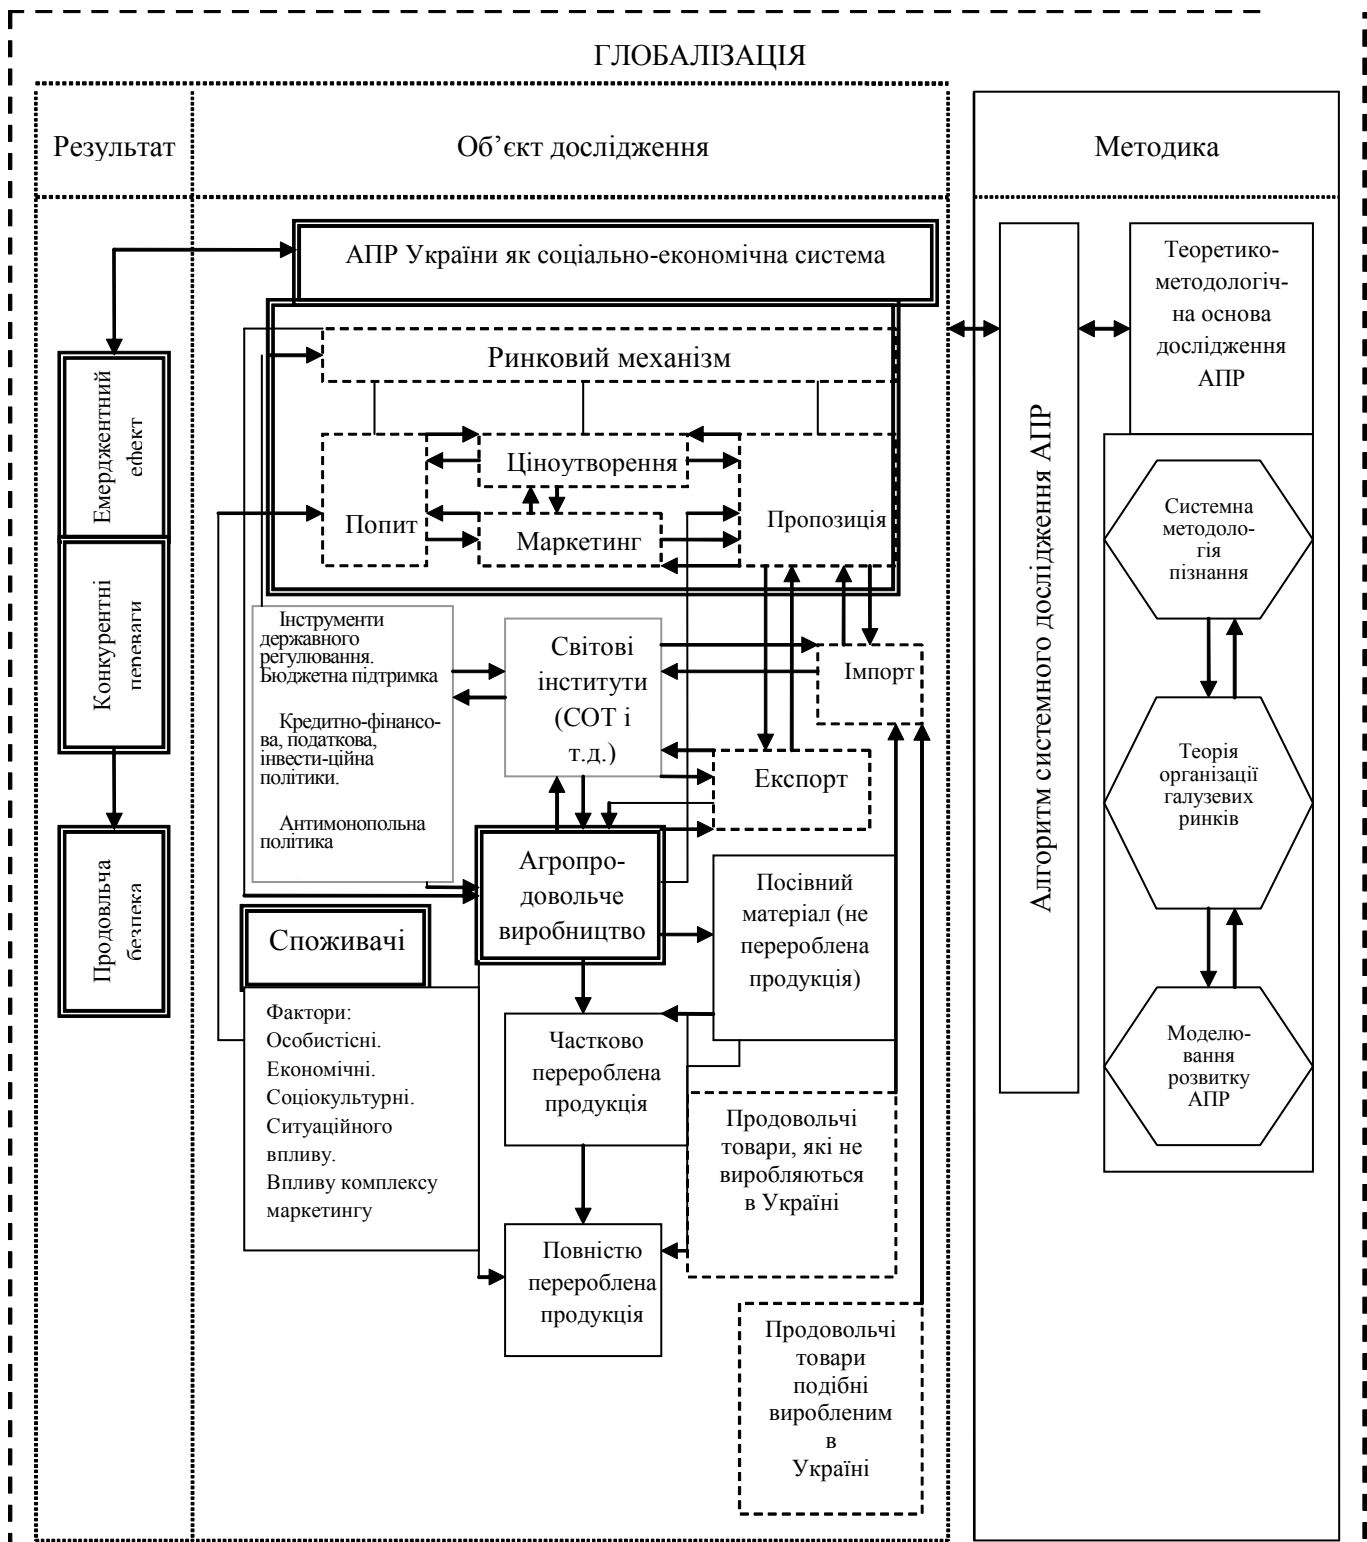 ГЛОБАЛІЗАЦІЯ
Результат
Об’єкт дослідження
Методика
АПР України як соціально-економічна система
Ринковий механізм
Попит
Ціноутворення
Маркетинг
Пропозиція
Емерджентний
ефект
Конкурентні
переваги
Продовльча
безпека
Інструменти
державного
регулювання.
Бюджетна підтримка
Кредитно-фінансо-
ва, податкова,
інвести-ційна
політики.
Антимонопольна
політика
Світові
інститути
(СОТ і
т.д.)
Імпорт
Експорт
Агропро-
довольче
виробництво
Посівний
матеріал (не
перероблена
продукція)
Споживачі
Фактори:
Особистісні.
Економічні.
Соціокультурні.
Ситуаційного
впливу.
Впливу комплексу
маркетингу
Частково
перероблена
продукція
Повністю
перероблена
продукція
Продовольчі
товари, які не
виробляються
в Україні
Продовольчі
товари
подібні
виробленим
в
Україні
Алгоритм системного дослідження АПР
Теоретико-
методологіч-
на основа
дослідження
АПР
Системна
методоло-
гія
пізнання
Теорія
організації
галузевих
ринків
Моделю-
вання
розвитку
АПР